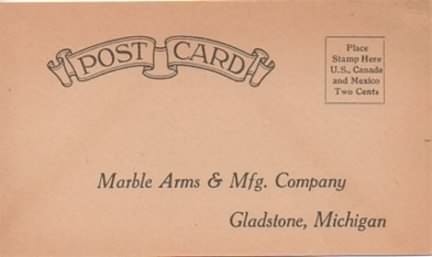 POST CARD
Place
Stamp Here
U.S., Canada
and Mexico
Two Cents
Marble Arms & Mfg. Company
Gladstone, Michigan